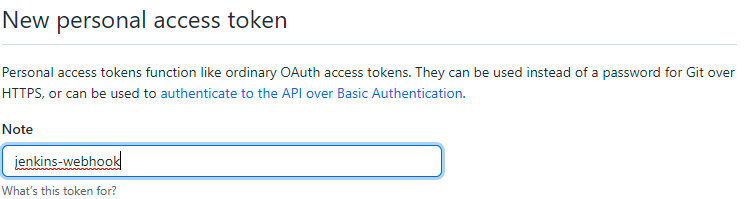 New personal access token
Personal access tokens function like ordinary OAuth access tokens. They can be used instead of a password for Git over
HTTPS, or can be used to authenticate to the API over Basic Authentication.
Note
jenkins-webhook
What's this token for?